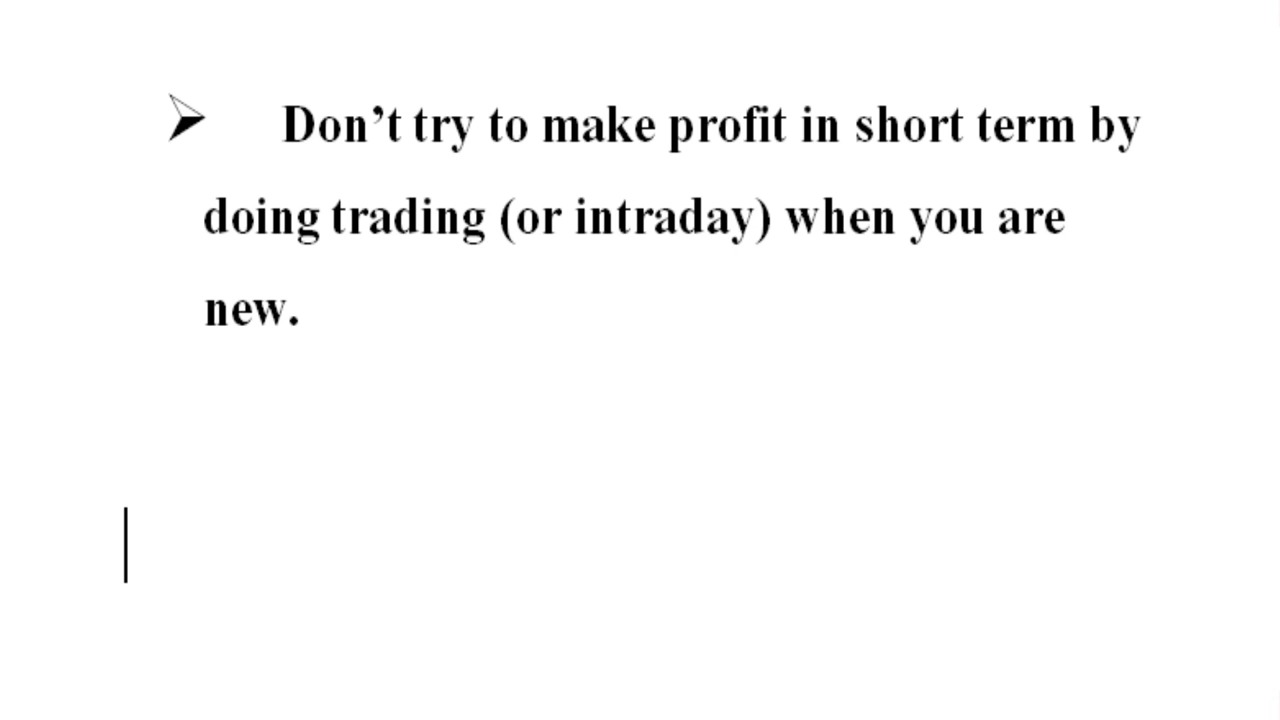 ➢ Don’t try to make profit in short term by
doing trading (or intraday) when you are
new.